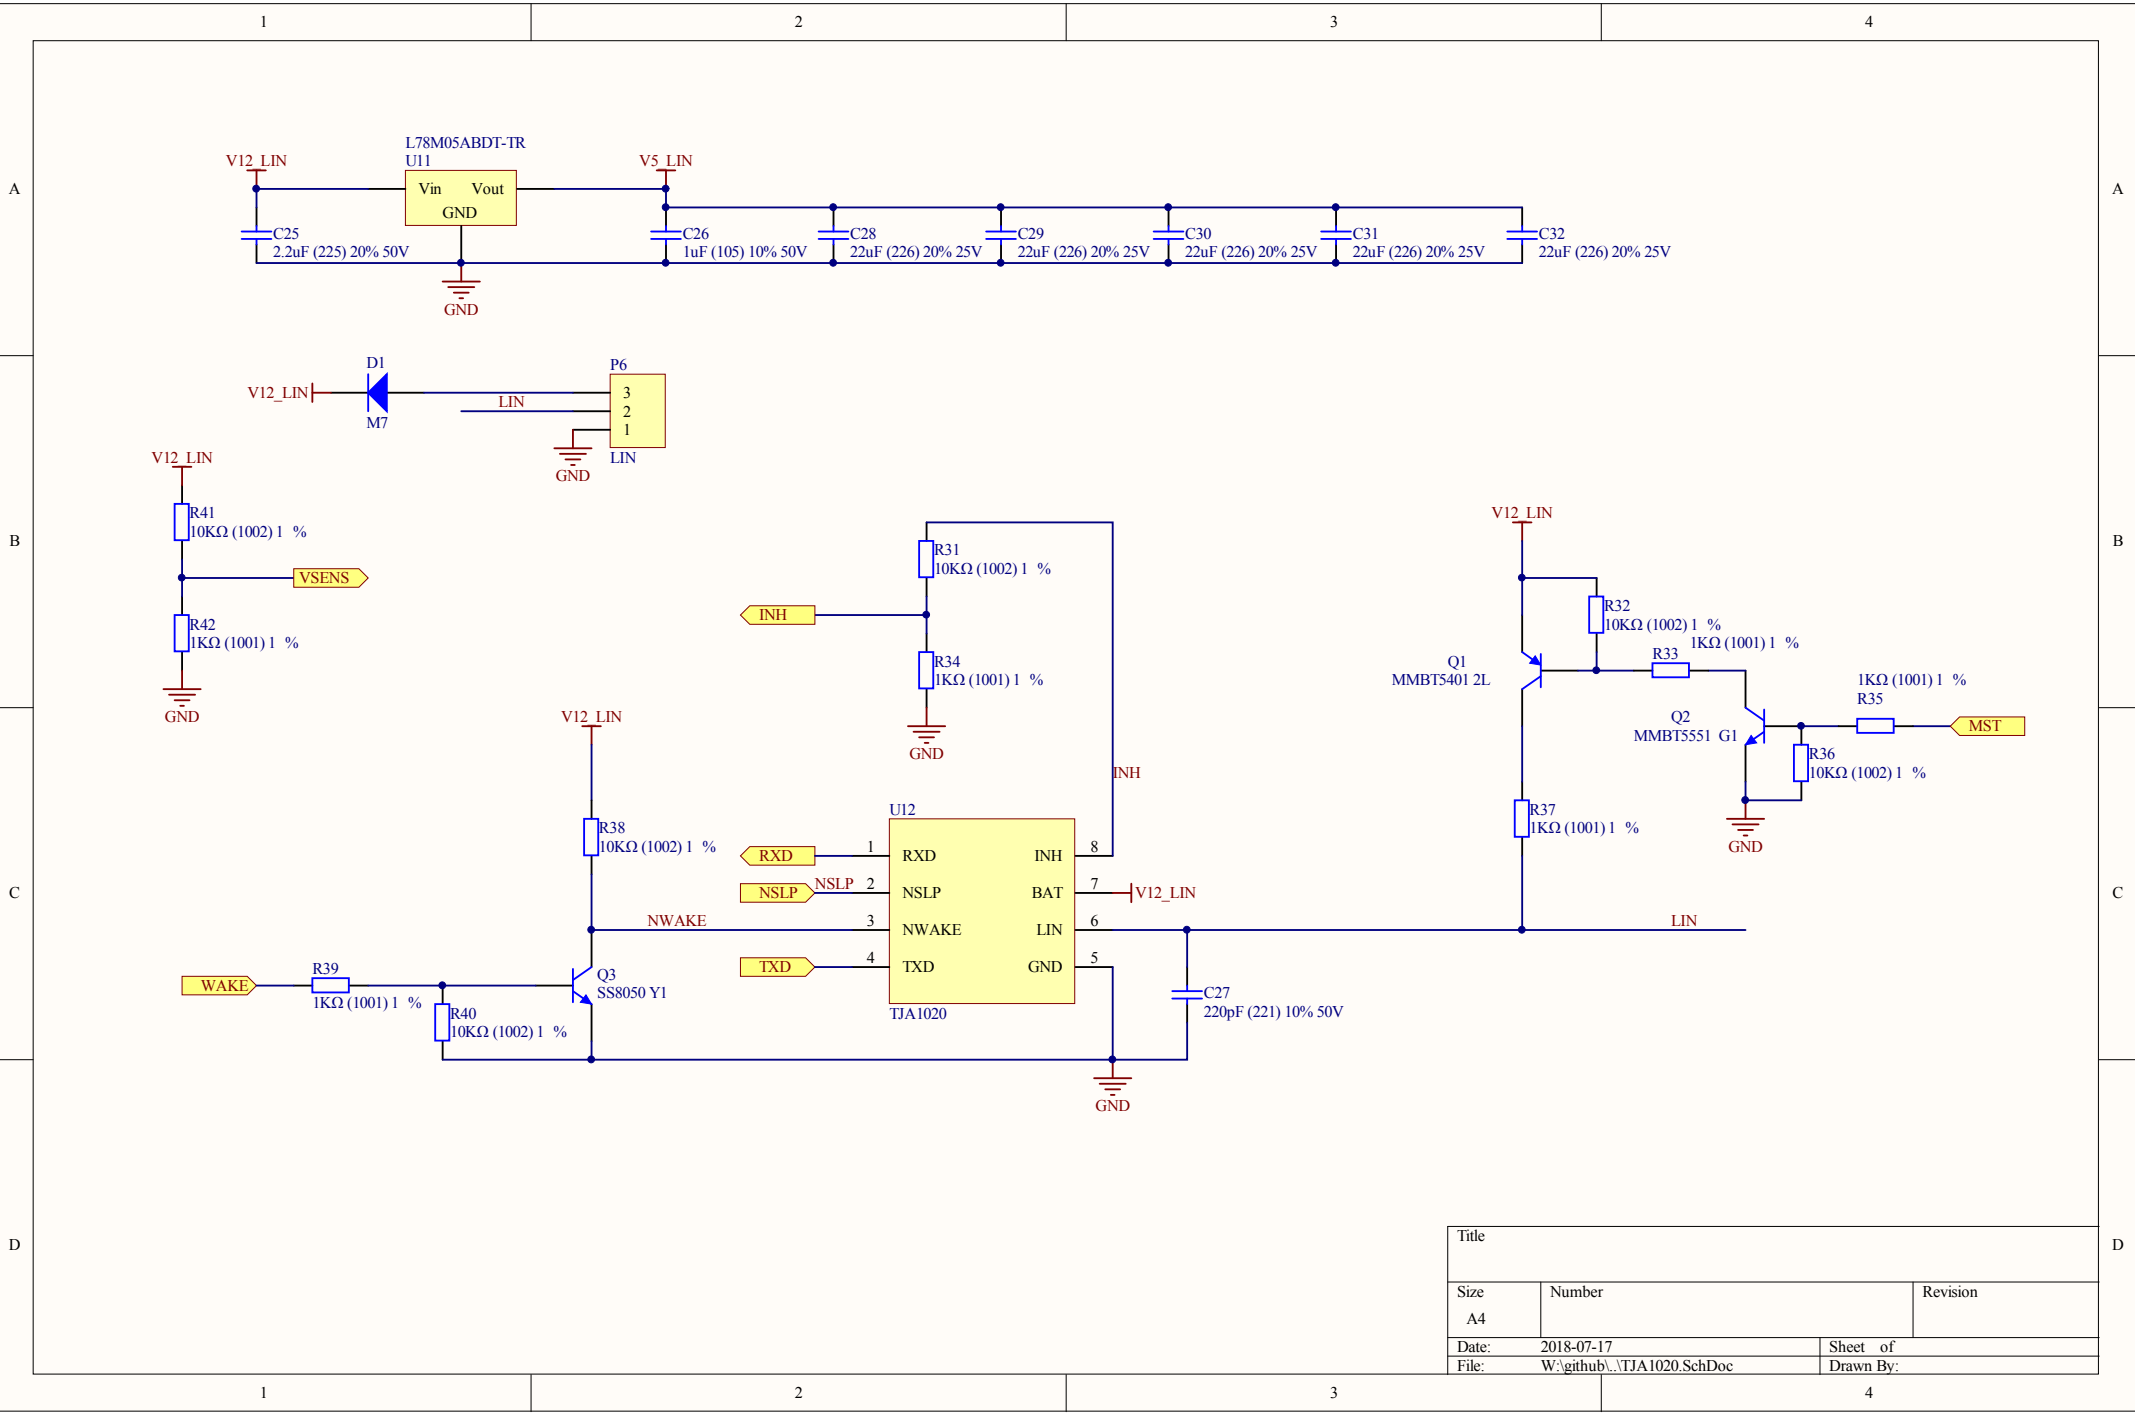 1 2 3 4
A A
L78M05ABDT-TR
V12_LIN U11 V5_LIN
Vin Vout
GND
C25 C26 C28 C29 C30 C31 C32
2.2uF (225) 20% 50V 1uF (105) 10% 50V 22uF (226) 20% 25V 22uF (226) 20% 25V 22uF (226) 20% 25V 22uF (226) 20% 25V 22uF (226) 20% 25V
GND
D1 P6
V12_LIN 3
LIN 2
M7 1
LIN
GND
V12_LIN
R41
10KΩ (1002) 1 %
B B
VSENS
R42
1KΩ (1001) 1 %
GND
R31
10KΩ (1002) 1 %
INH
R34
1KΩ (1001) 1 %
GND
INH
V12_LIN
R32
10KΩ (1002) 1 %
1KΩ (1001) 1 %
R33
Q1
MMBT5401 2L
1KΩ (1001) 1 %
R35
Q2
MMBT5551 G1
MST
R36
10KΩ (1002) 1 %
GND
R37
1KΩ (1001) 1 %
V12_LIN
R38
10KΩ (1002) 1 %
U12
RXD 1 RXD INH 8
NSLP NSLP 2 NSLP BAT 7 V12_LIN
C C
NWAKE 3 NWAKE LIN 6 LIN
TXD 4 TXD GND 5
TJA1020
WAKE
R39
1KΩ (1001) 1 %
R40
10KΩ (1002) 1 %
Q3
SS8050 Y1
C27
220pF (221) 10% 50V
GND
D D
Title
Size Number Revision
A4
Date: 2018-07-17 Sheet of
File: W:\github\..\TJA1020.SchDoc Drawn By:
1 2 3 4